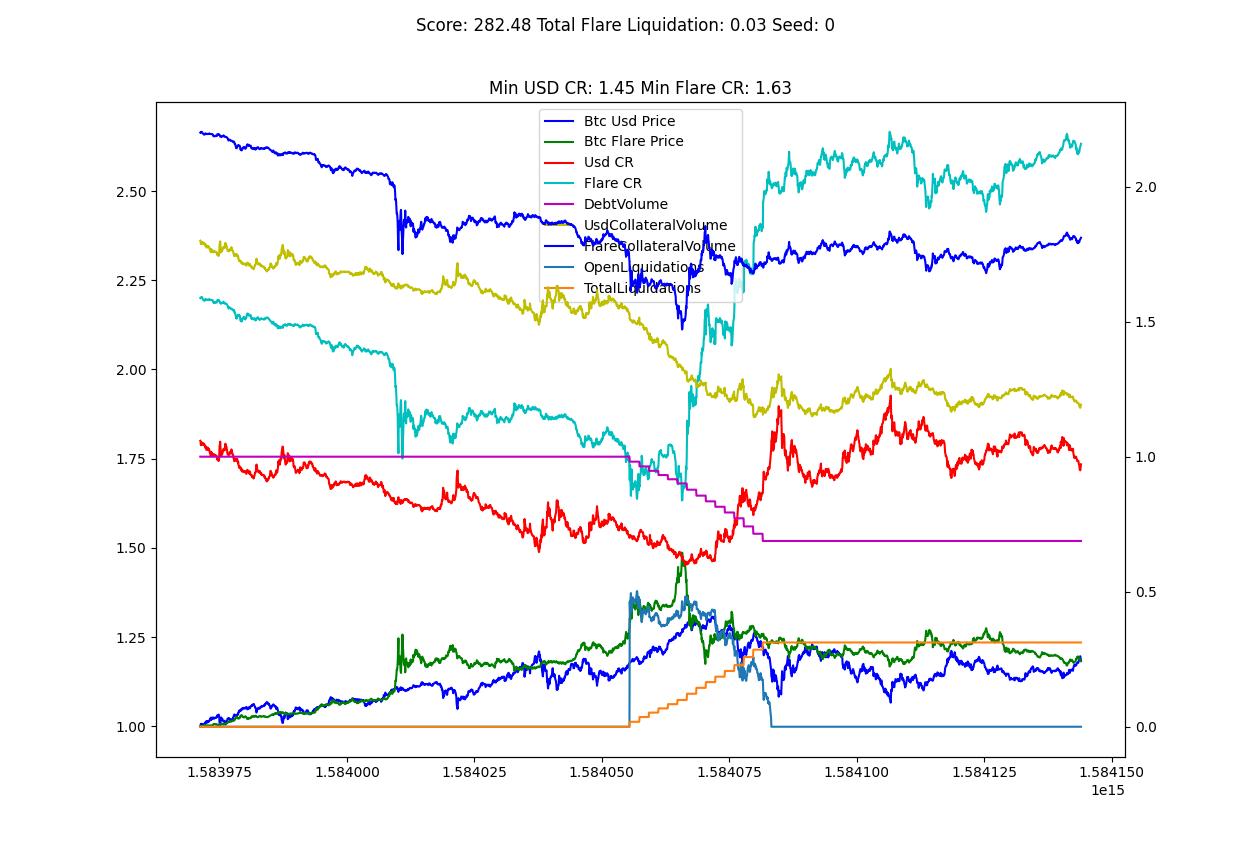 Score: 282.48 Total Flare Liquidation: 0.03 Seed: 0
Min USD CR: 1.45 Min Flare CR: 1.63
Btc Usd Price
Btc Flare Price
Usd CR
Flare CR
DebtVolume
UsdCollateralVolume
FlareCollateralVolume
OpenLiquidations
TotalLiquidations
2.50
2.25
2.00
1.75
1.50
1.25
1.00
2.0
1.5
1.0
0.5
0.0
1.583975 1.584000 1.584025 1.584050 1.584075 1.584100 1.584125 1.584150
1e15